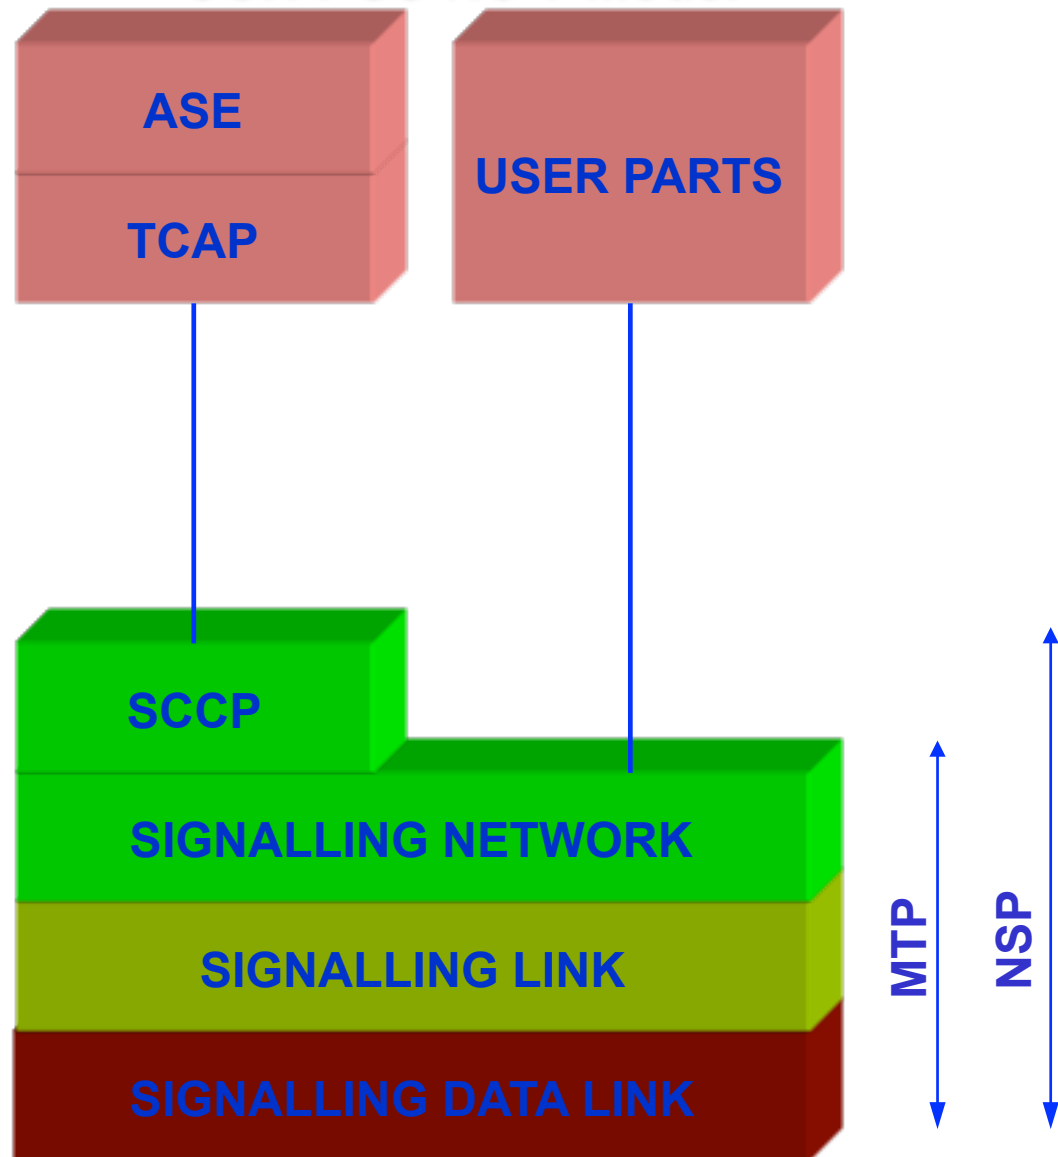 ASE
USER PARTS
TCAP
SCCP
SIGNALLING NETWORK
SIGNALLING LINK
SIGNALLING DATA LINK
MTP
NSP